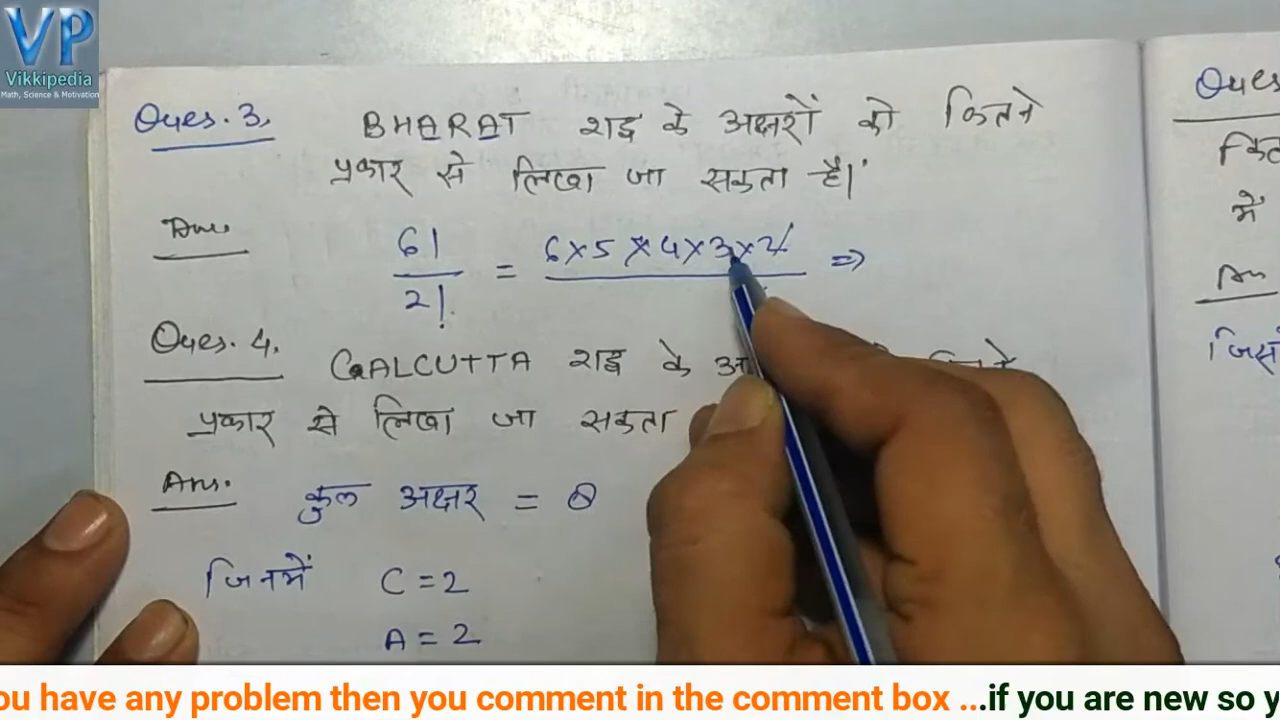 VP
Vikkipedia
Math, Science & Motivation
Ques. 3. BHARAT शब्द के अक्षरों को कितने
प्रकार से लिखा जा सकता है।
Ans
6! / 2! = 6×5×4×3×2 ⇒
Ques. 4. CALCUTTA शब्द के
प्रकार से लिखा जा सकता
Ans. कुल अक्षर = 8
जिनमें C = 2
A = 2
Ques
में
An
ou have any problem then you comment in the comment box ...if you are new so y